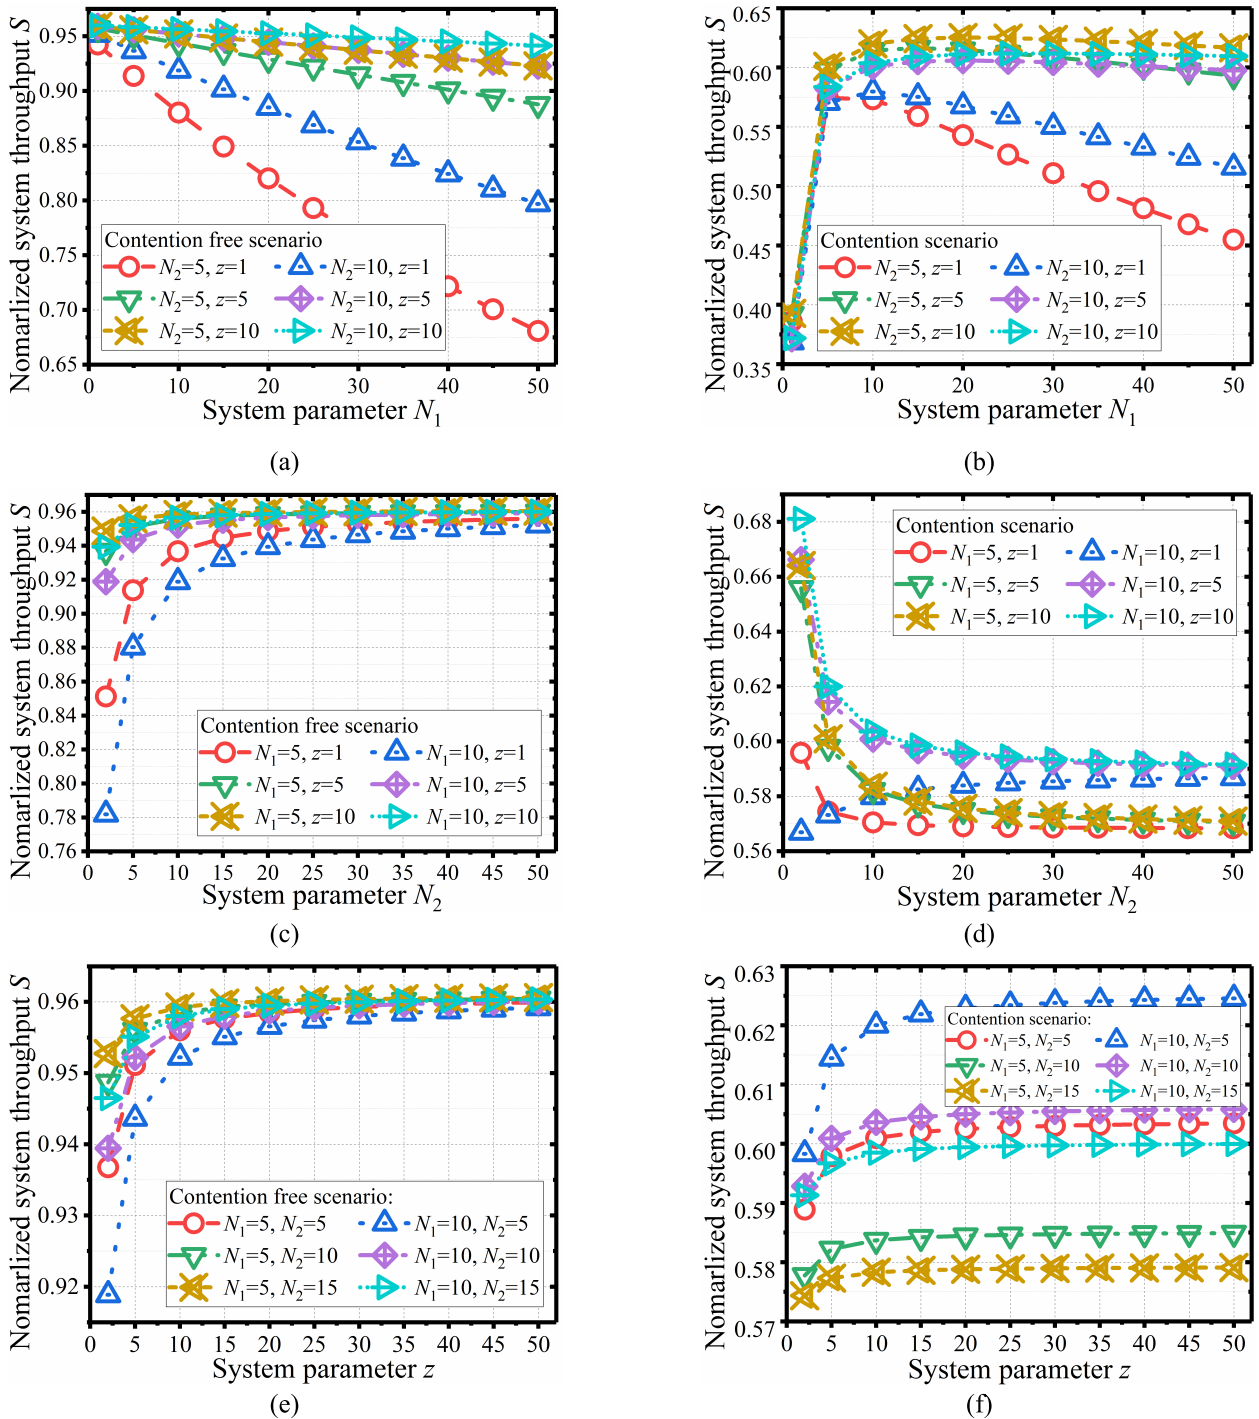 Nomarlized system throughput S
0.95
0.90
0.85
0.80
0.75
0.70
0.65
Contention free scenario
N2=5, z=1
N2=10, z=1
N2=5, z=5
N2=10, z=5
N2=5, z=10
N2=10, z=10
0 10 20 30 40 50
System parameter N1
(a)
Nomarlized system throughput S
0.65
0.60
0.55
0.50
0.45
0.40
0.35
Contention scenario
N2=5, z=1
N2=10, z=1
N2=5, z=5
N2=10, z=5
N2=5, z=10
N2=10, z=10
0 10 20 30 40 50
System parameter N1
(b)
Nomarlized system throughput S
0.96
0.94
0.92
0.90
0.88
0.86
0.84
0.82
0.80
0.78
0.76
Contention free scenario
N1=5, z=1
N1=10, z=1
N1=5, z=5
N1=10, z=5
N1=5, z=10
N1=10, z=10
0 5 10 15 20 25 30 35 40 45 50
System parameter N2
(c)
Nomarlized system throughput S
0.68
0.66
0.64
0.62
0.60
0.58
0.56
Contention scenario
N1=5, z=1
N1=10, z=1
N1=5, z=5
N1=10, z=5
N1=5, z=10
N1=10, z=10
0 5 10 15 20 25 30 35 40 45 50
System parameter N2
(d)
Nomarlized system throughput S
0.96
0.95
0.94
0.93
0.92
Contention free scenario:
N1=5, N2=5
N1=10, N2=5
N1=5, N2=10
N1=10, N2=10
N1=5, N2=15
N1=10, N2=15
0 5 10 15 20 25 30 35 40 45 50
System parameter z
(e)
Nomarlized system throughput S
0.63
0.62
0.61
0.60
0.59
0.58
0.57
Contention scenario:
N1=5, N2=5
N1=10, N2=5
N1=5, N2=10
N1=10, N2=10
N1=5, N2=15
N1=10, N2=15
0 5 10 15 20 25 30 35 40 45 50
System parameter z
(f)